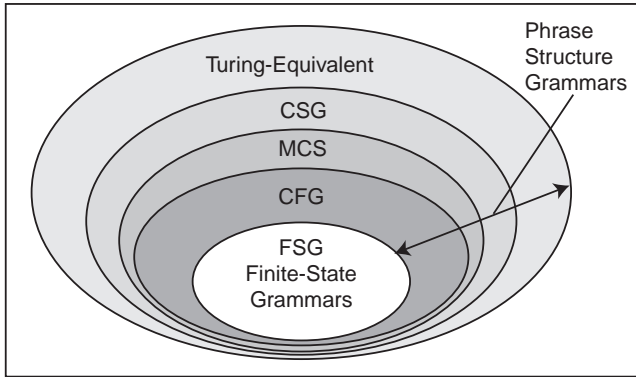 Phrase
Structure
Grammars
Turing-Equivalent
CSG
MCS
CFG
FSG
Finite-State
Grammars